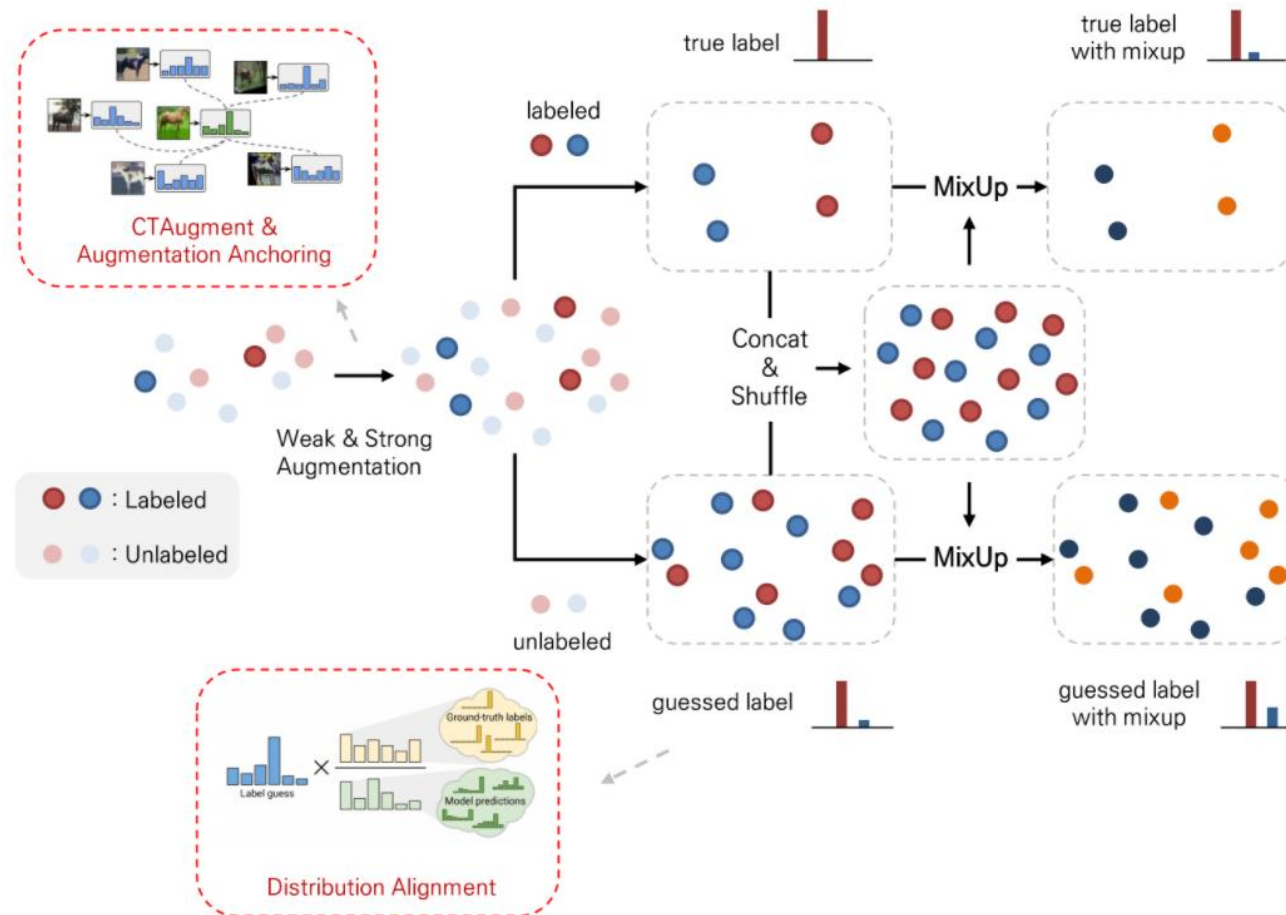 true label
true label
with mixup
labeled
MixUp
CTAugment &
Augmentation Anchoring
Concat
&
Shuffle
Weak & Strong
Augmentation
: Labeled
: Unlabeled
MixUp
unlabeled
guessed label
guessed label
with mixup
Ground-truth labels
×
Label guess
Model predictions
Distribution Alignment